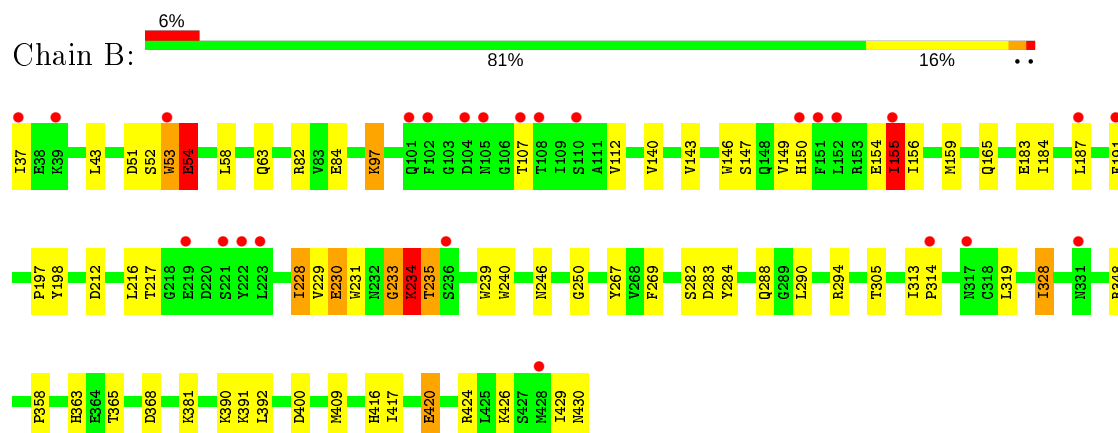 6%
Chain B:
81%
16%
I37 E38 K39 L43 D51 S52 W53 E54 L58 Q63 R82 V83 E84 K97 Q101 F102 G103 D104 N105 G106 T107 T108 I109 S110 A111 V112 V140 V143 W146 S147 Q148 V149 H150 F151 L152 R153 E154 I155 I156 M159 Q165 E183 I184 L187
P197 Y198 D212 L216 T217 G218 E219 D220 S221 Y222 L223 I228 V229 E230 W231 N232 G233 K234 T235 S236 W239 W240 N246 G250 Y267 V268 F269 S282 D283 Y284 Q288 G289 L290 R294 T305 I313 P314 N317 C318 L319 I328 N331
P358 H363 E364 T365 D368 K381 K390 K391 L392 D400 M409 H416 I417 E420 R424 L425 K426 S427 M428 I429 N430